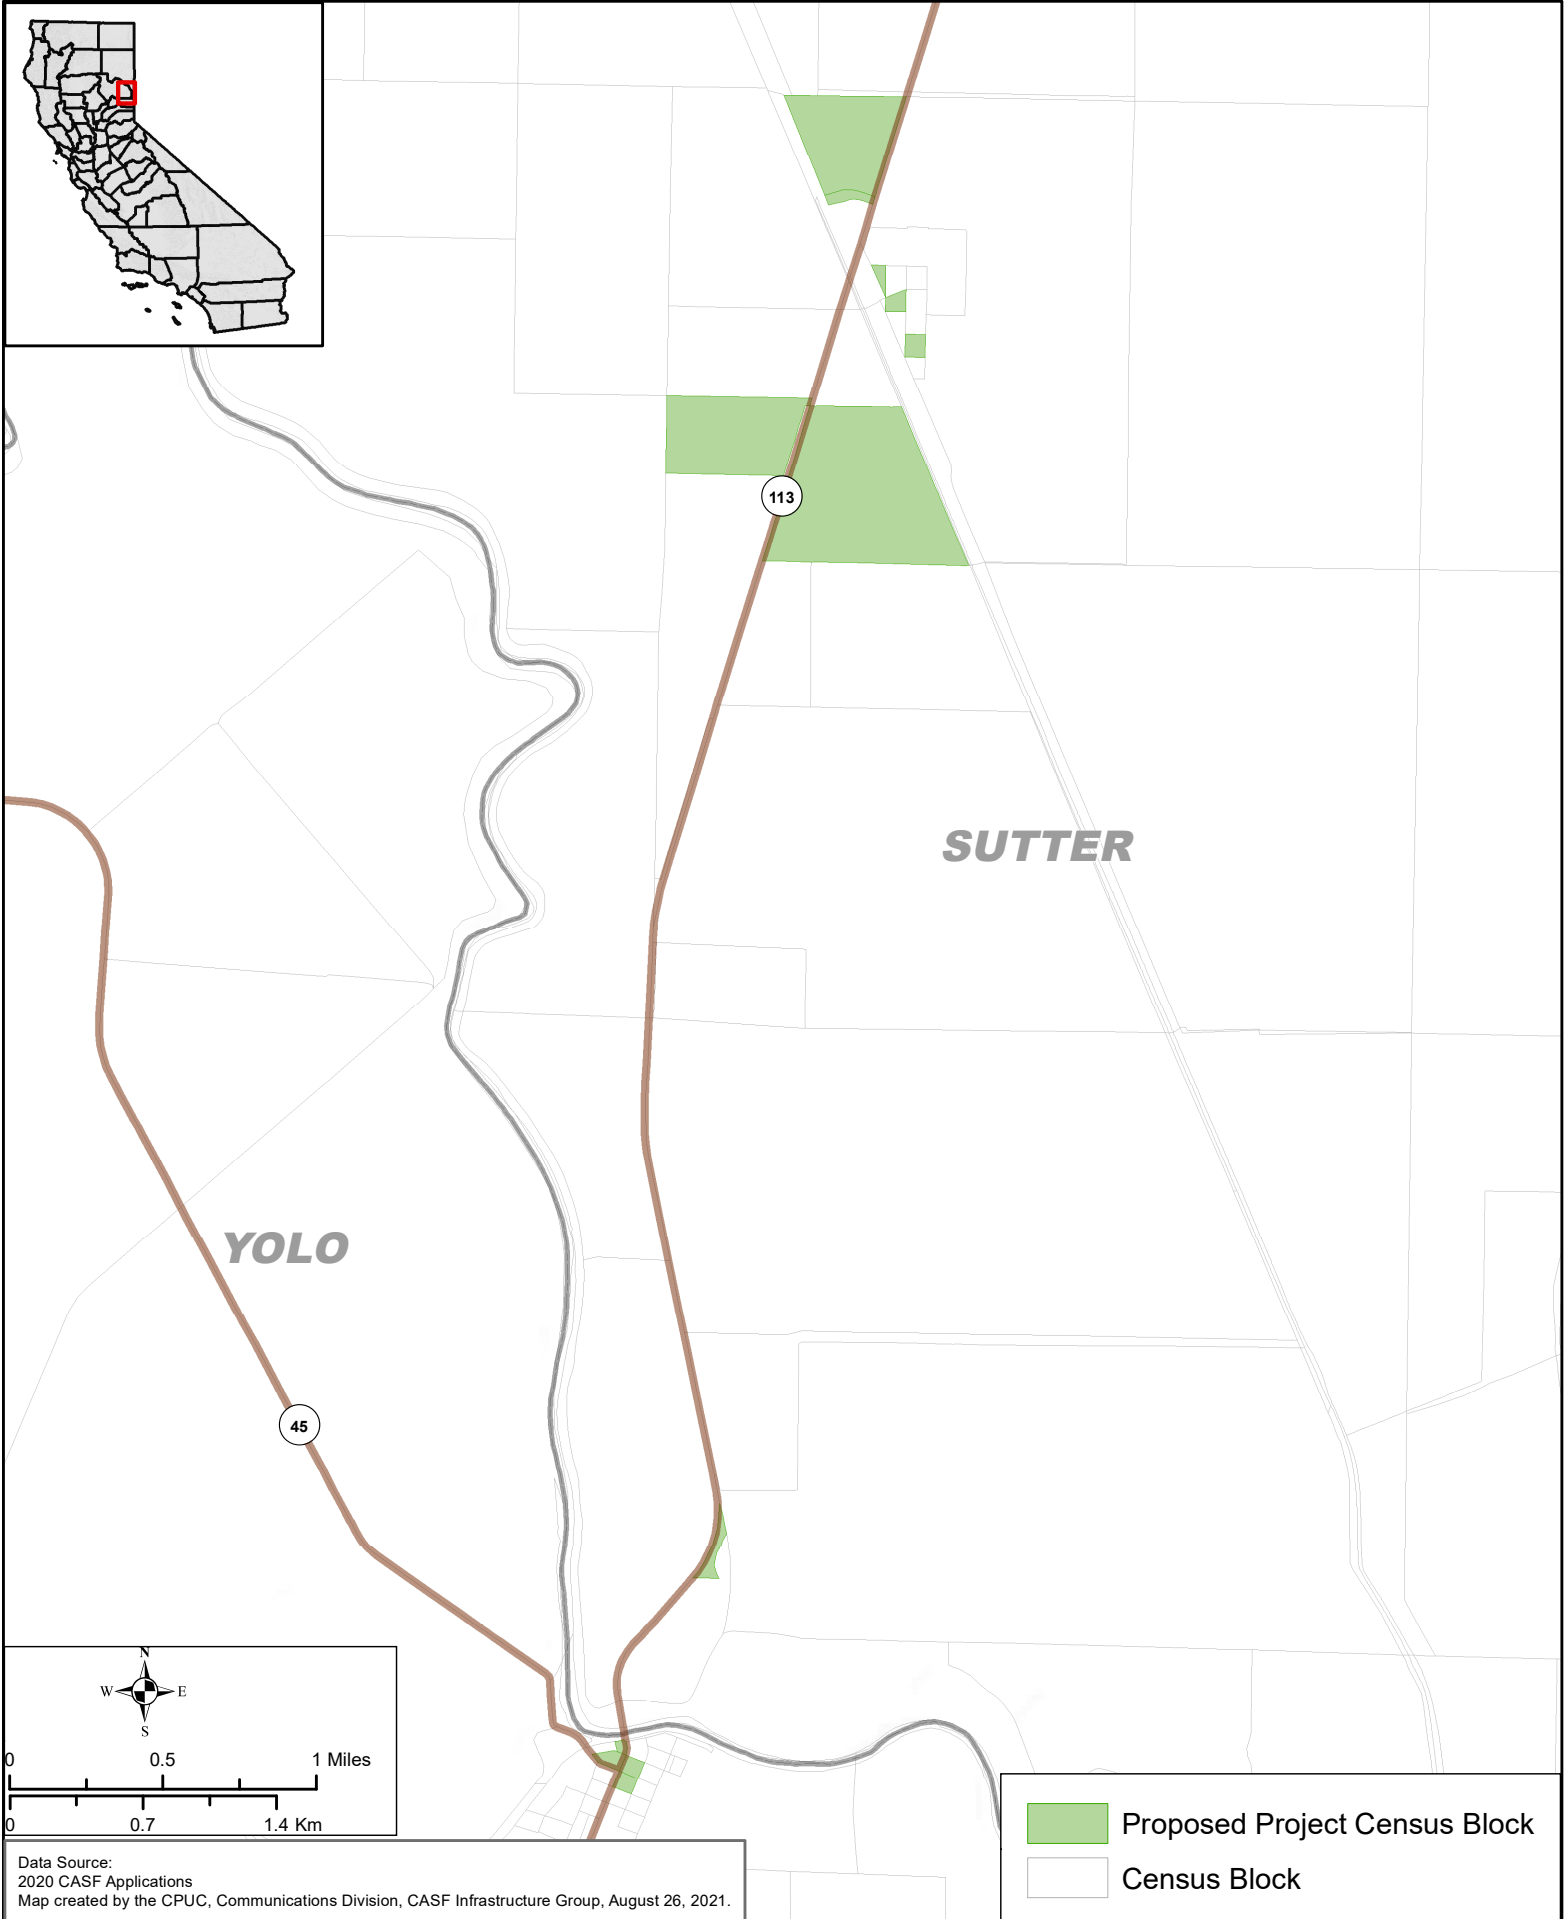 113
SUTTER
YOLO
45
N
W E
S
0 0.5 1 Miles
0 0.7 1.4 Km
Data Source:
2020 CASF Applications
Map created by the CPUC, Communications Division, CASF Infrastructure Group, August 26, 2021.
Proposed Project Census Block
Census Block